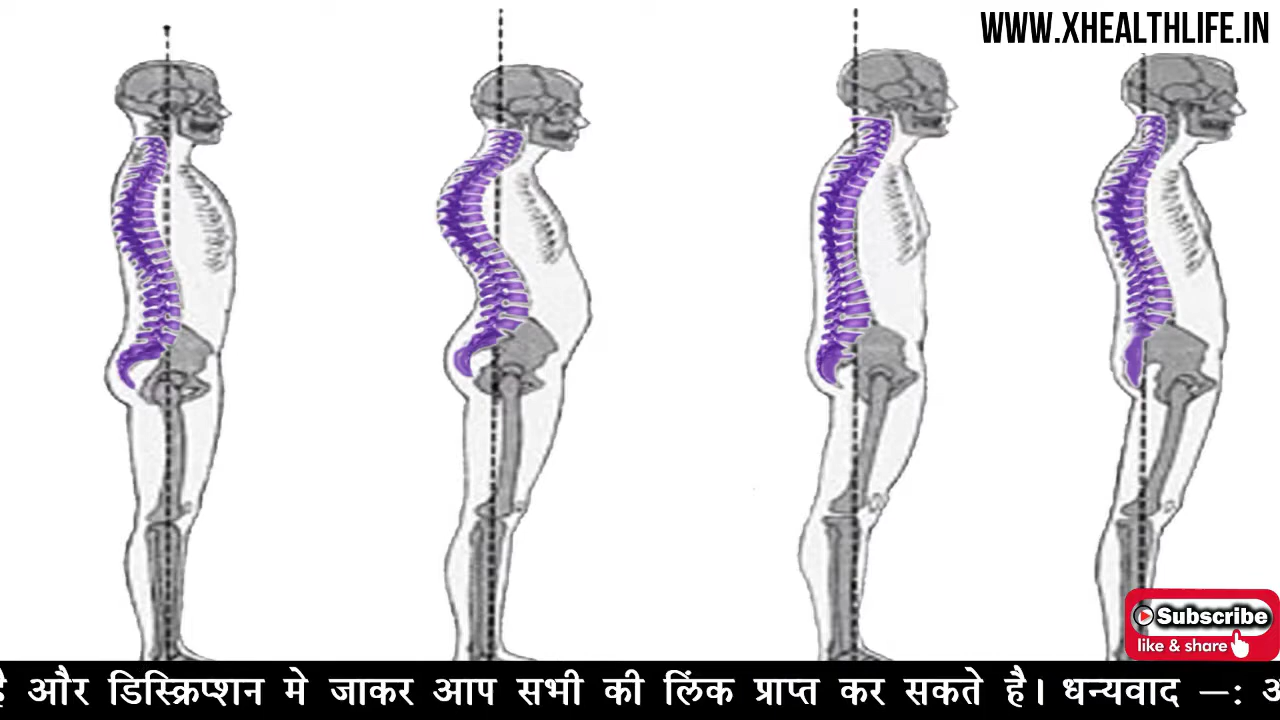 WWW.XHEALTHLIFE.IN
Subscribe
like & share
और डिस्क्रिप्शन मे जाकर आप सभी की लिंक प्राप्त कर सकते है। धन्यवाद –: